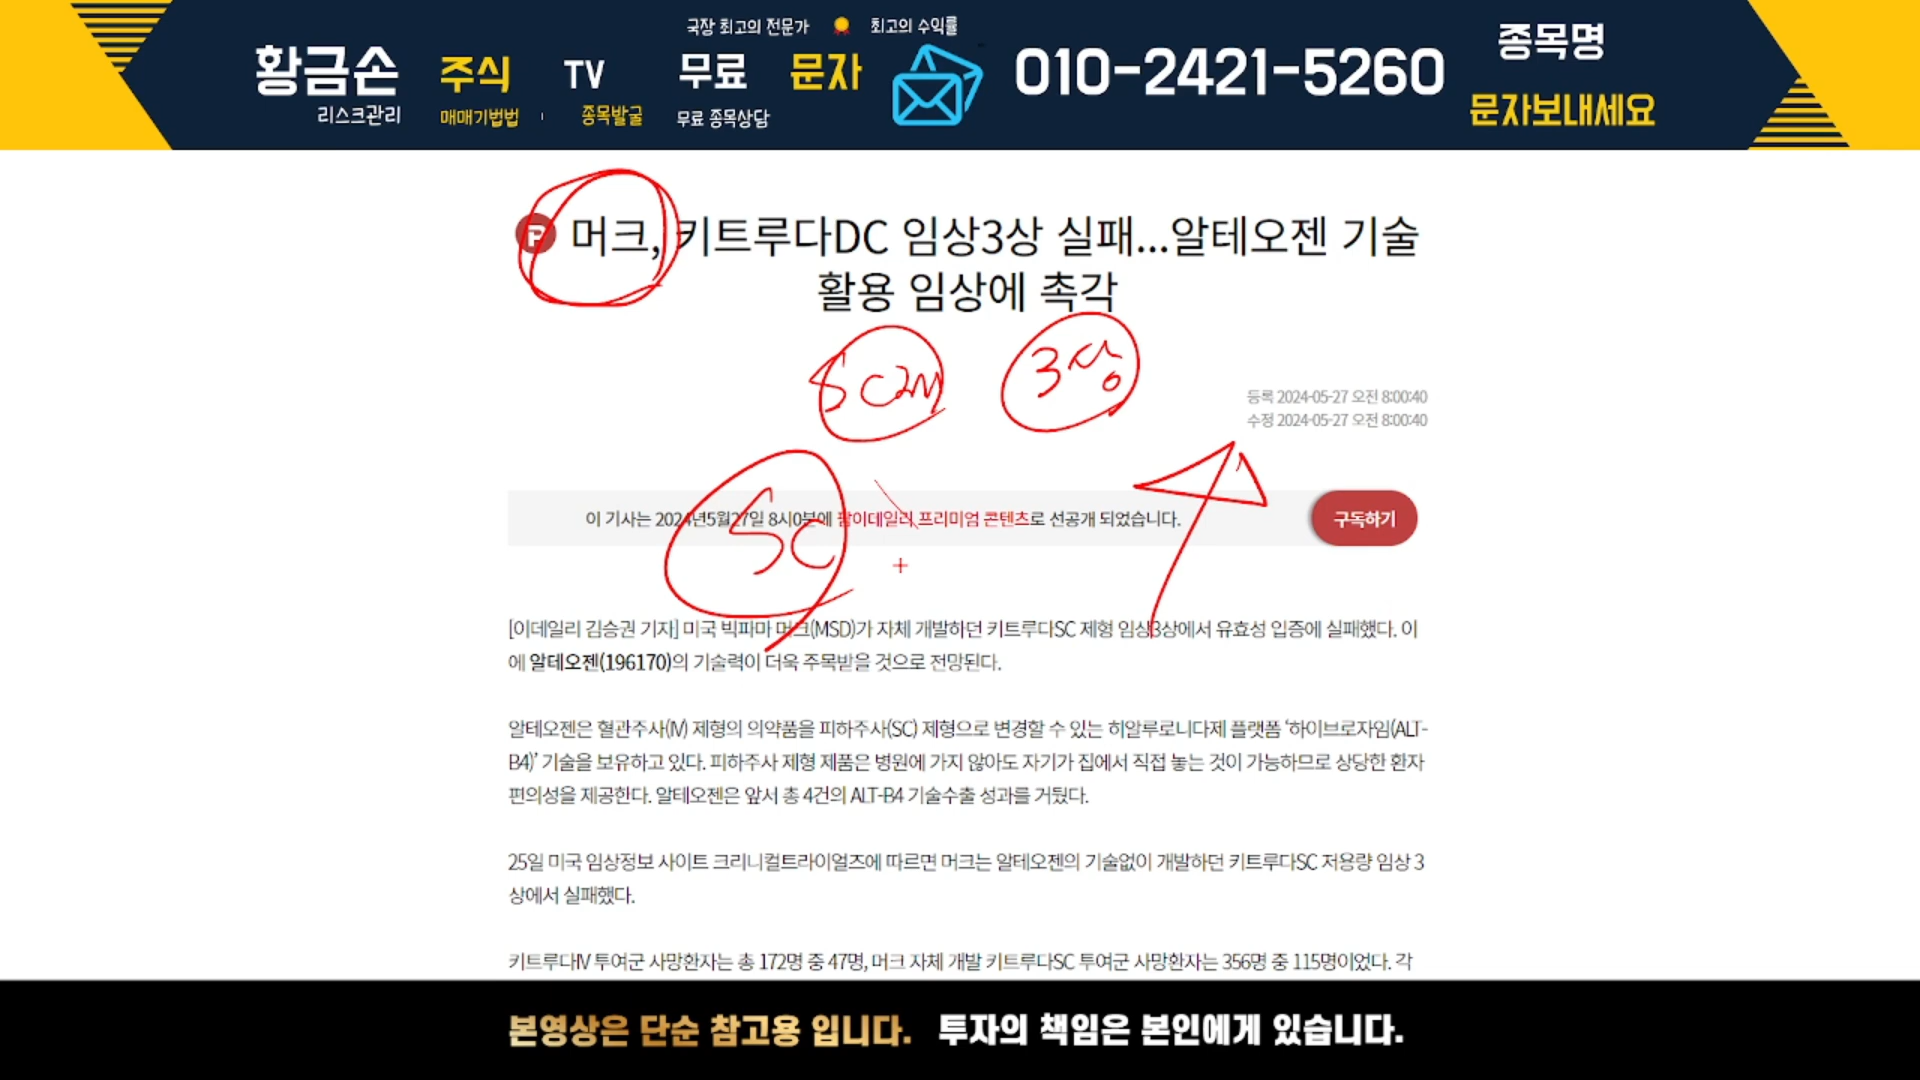 국장 최고의 전문가 최고의 수익률
황금손 주식 TV 무료 문자 010-2421-5260 종목명
리스크관리 매매기법법 종목발굴 무료 종목상담 문자보내세요
P 머크, 키트루다DC 임상3상 실패...알테오젠 기술
활용 임상에 촉각
3상
등록 2024-05-27 오전 8:00:40
수정 2024-05-27 오전 8:00:40
SC
이 기사는 2024년5월27일 8시0분에 팜이데일리 프리미엄 콘텐츠로 선공개 되었습니다. 구독하기
[이데일리 김승권 기자] 미국 빅파마 머크(MSD)가 자체 개발하던 키트루다SC 제형 임상3상에서 유효성 입증에 실패했다. 이
에 알테오젠(196170)의 기술력이 더욱 주목받을 것으로 전망된다.
알테오젠은 혈관주사(IV) 제형의 의약품을 피하주사(SC) 제형으로 변경할 수 있는 히알루로니다제 플랫폼 ‘하이브로자임(ALT-
B4)’ 기술을 보유하고 있다. 피하주사 제형 제품은 병원에 가지 않아도 자기가 집에서 직접 놓는 것이 가능하므로 상당한 환자
편의성을 제공한다. 알테오젠은 앞서 총 4건의 ALT-B4 기술수출 성과를 거뒀다.
25일 미국 임상정보 사이트 크리니컬트라이얼즈에 따르면 머크는 알테오젠의 기술없이 개발하던 키트루다SC 저용량 임상 3
상에서 실패했다.
키트루다IV 투여군 사망환자는 총 172명 중 47명, 머크 자체 개발 키트루다SC 투여군 사망환자는 356명 중 115명이었다. 각
본영상은 단순 참고용 입니다. 투자의 책임은 본인에게 있습니다.